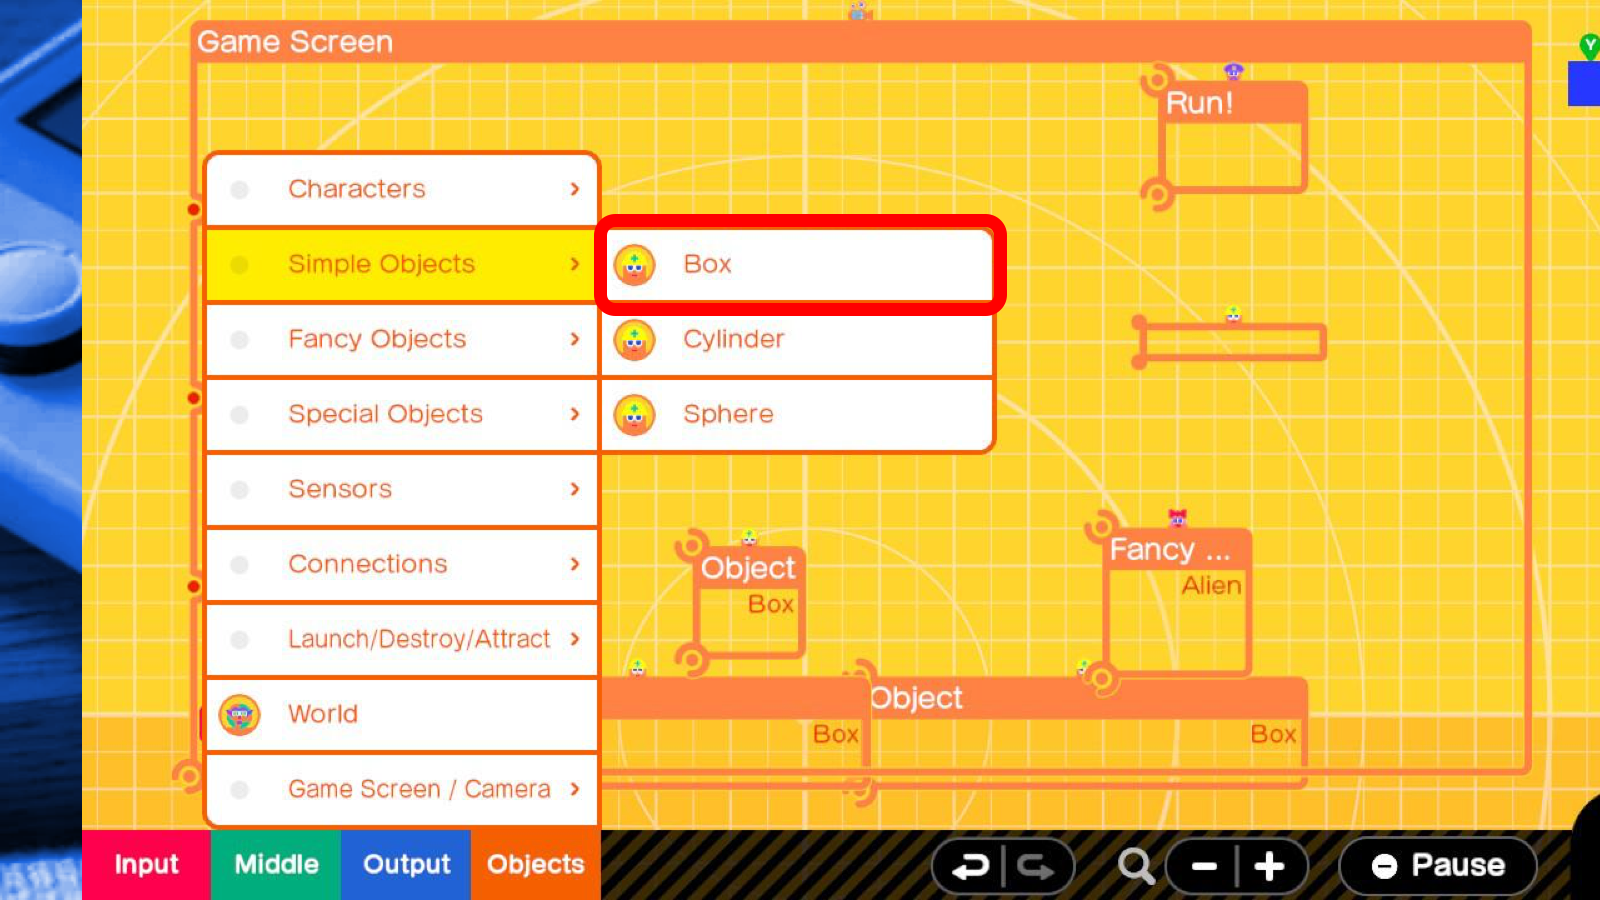 Game Screen
Y
Run!
Characters
Simple Objects
Box
Fancy Objects
Cylinder
Special Objects
Sphere
Sensors
Connections
Launch/Destroy/Attract
World
Game Screen / Camera
Object
Box
Fancy ...
Alien
Box
Object
Box
Input
Middle
Output
Objects
Pause